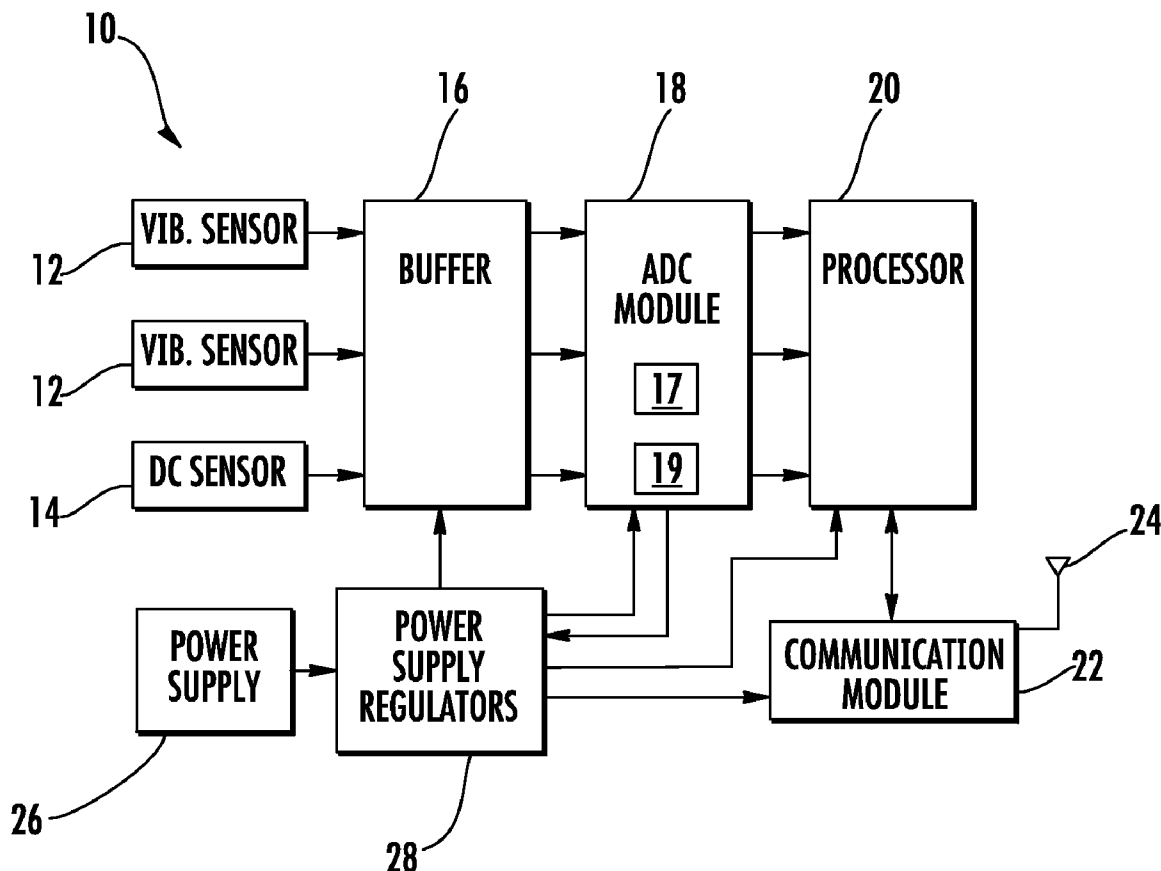 10
16
18
20
VIB. SENSOR
12
BUFFER
ADC
MODULE
PROCESSOR
VIB. SENSOR
12
17
DC SENSOR
19
14
24
POWER
SUPPLY
POWER
SUPPLY
REGULATORS
COMMUNICATION
MODULE
22
26
28